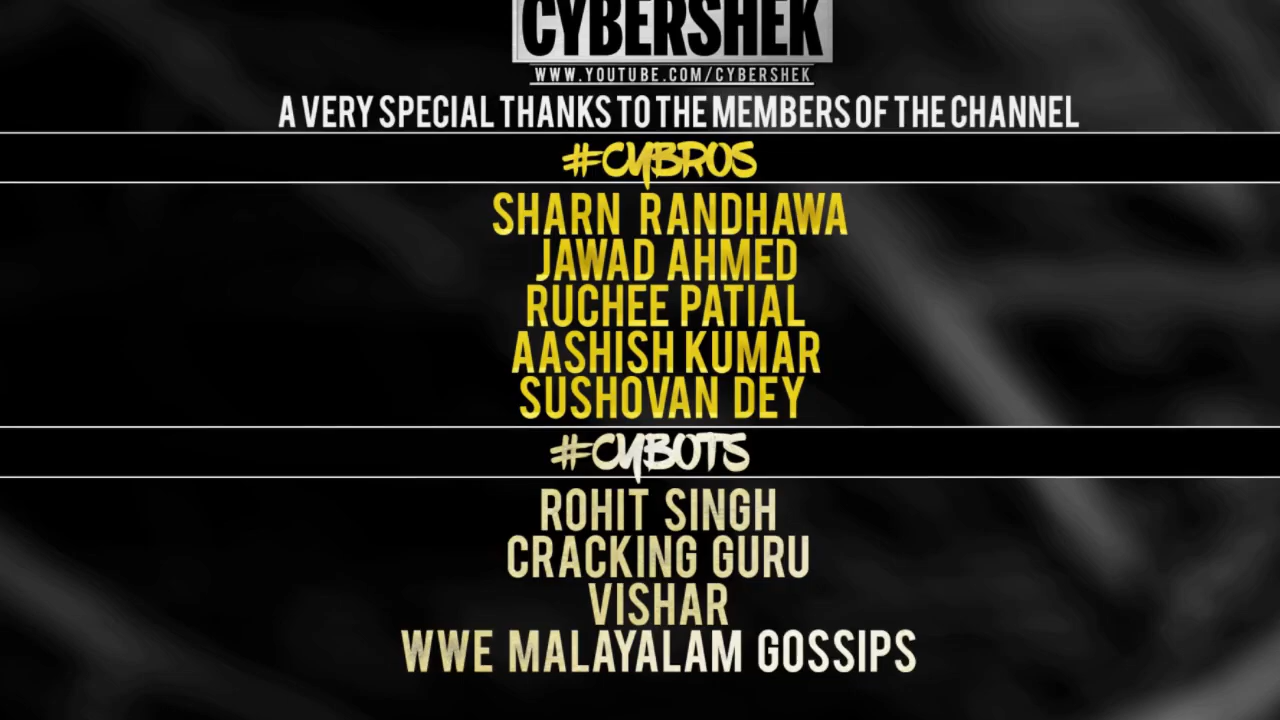 CYBERSHEK
WWW.YOUTUBE.COM/CYBERSHEK
A VERY SPECIAL THANKS TO THE MEMBERS OF THE CHANNEL
#CYBROS
SHARN RANDHAWA
JAWAD AHMED
RUCHEE PATIAL
AASHISH KUMAR
SUSHOVAN DEY
#CYBOTS
ROHIT SINGH
CRACKING GURU
VISHAR
WWE MALAYALAM GOSSIPS